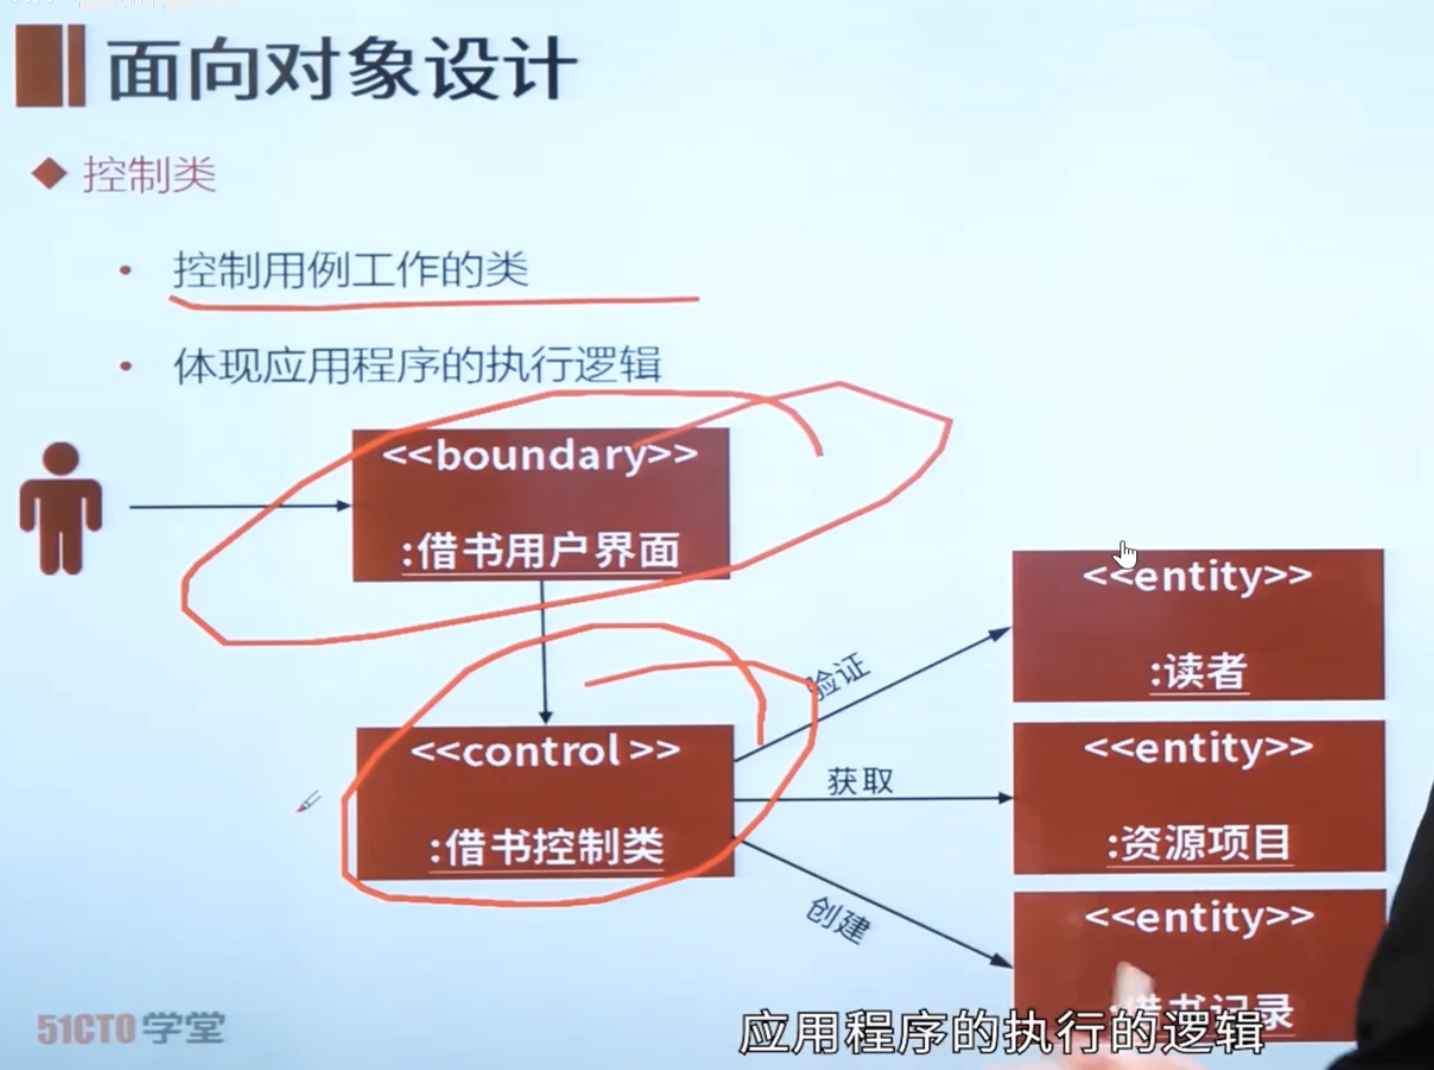 面向对象设计
控制类
控制用例工作的类
体现应用程序的执行逻辑
<<boundary>>
:借书用户界面
<<control>>
:借书控制类
验证
获取
创建
<<entity>>
:读者
<<entity>>
:资源项目
<<entity>>
:借书记录
51CTO学堂
应用程序的执行的逻辑